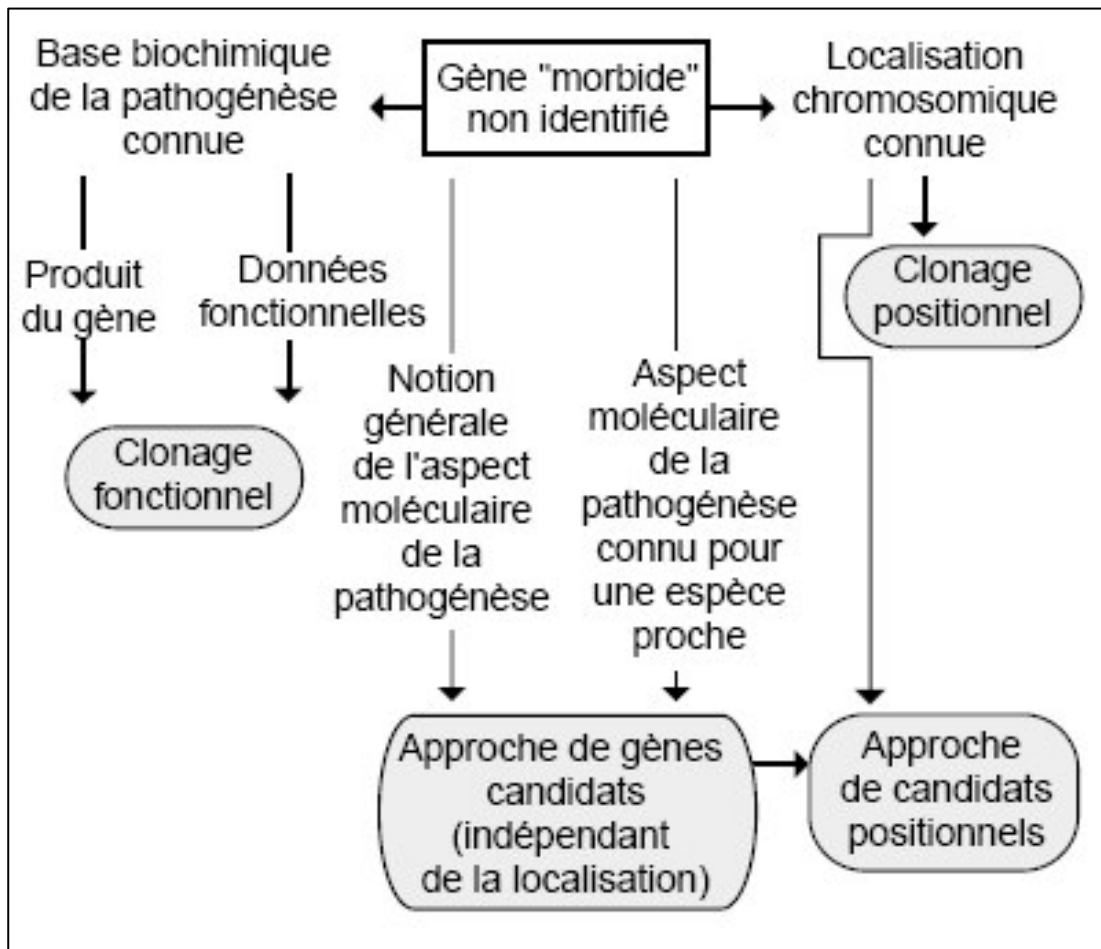 Base biochimique
de la pathogénèse
connue
Gène "morbide"
non identifié
Localisation
chromosomique
connue
Produit
du gène
Données
fonctionnelles
Clonage
positionnel
Clonage
fonctionnel
Notion
générale
de l'aspect
moléculaire
de la
pathogénèse
Aspect
moléculaire
de la
pathogénèse
connu pour
une espèce
proche
Approche de gènes
candidats
(indépendant
de la localisation)
Approche
de candidats
positionnels